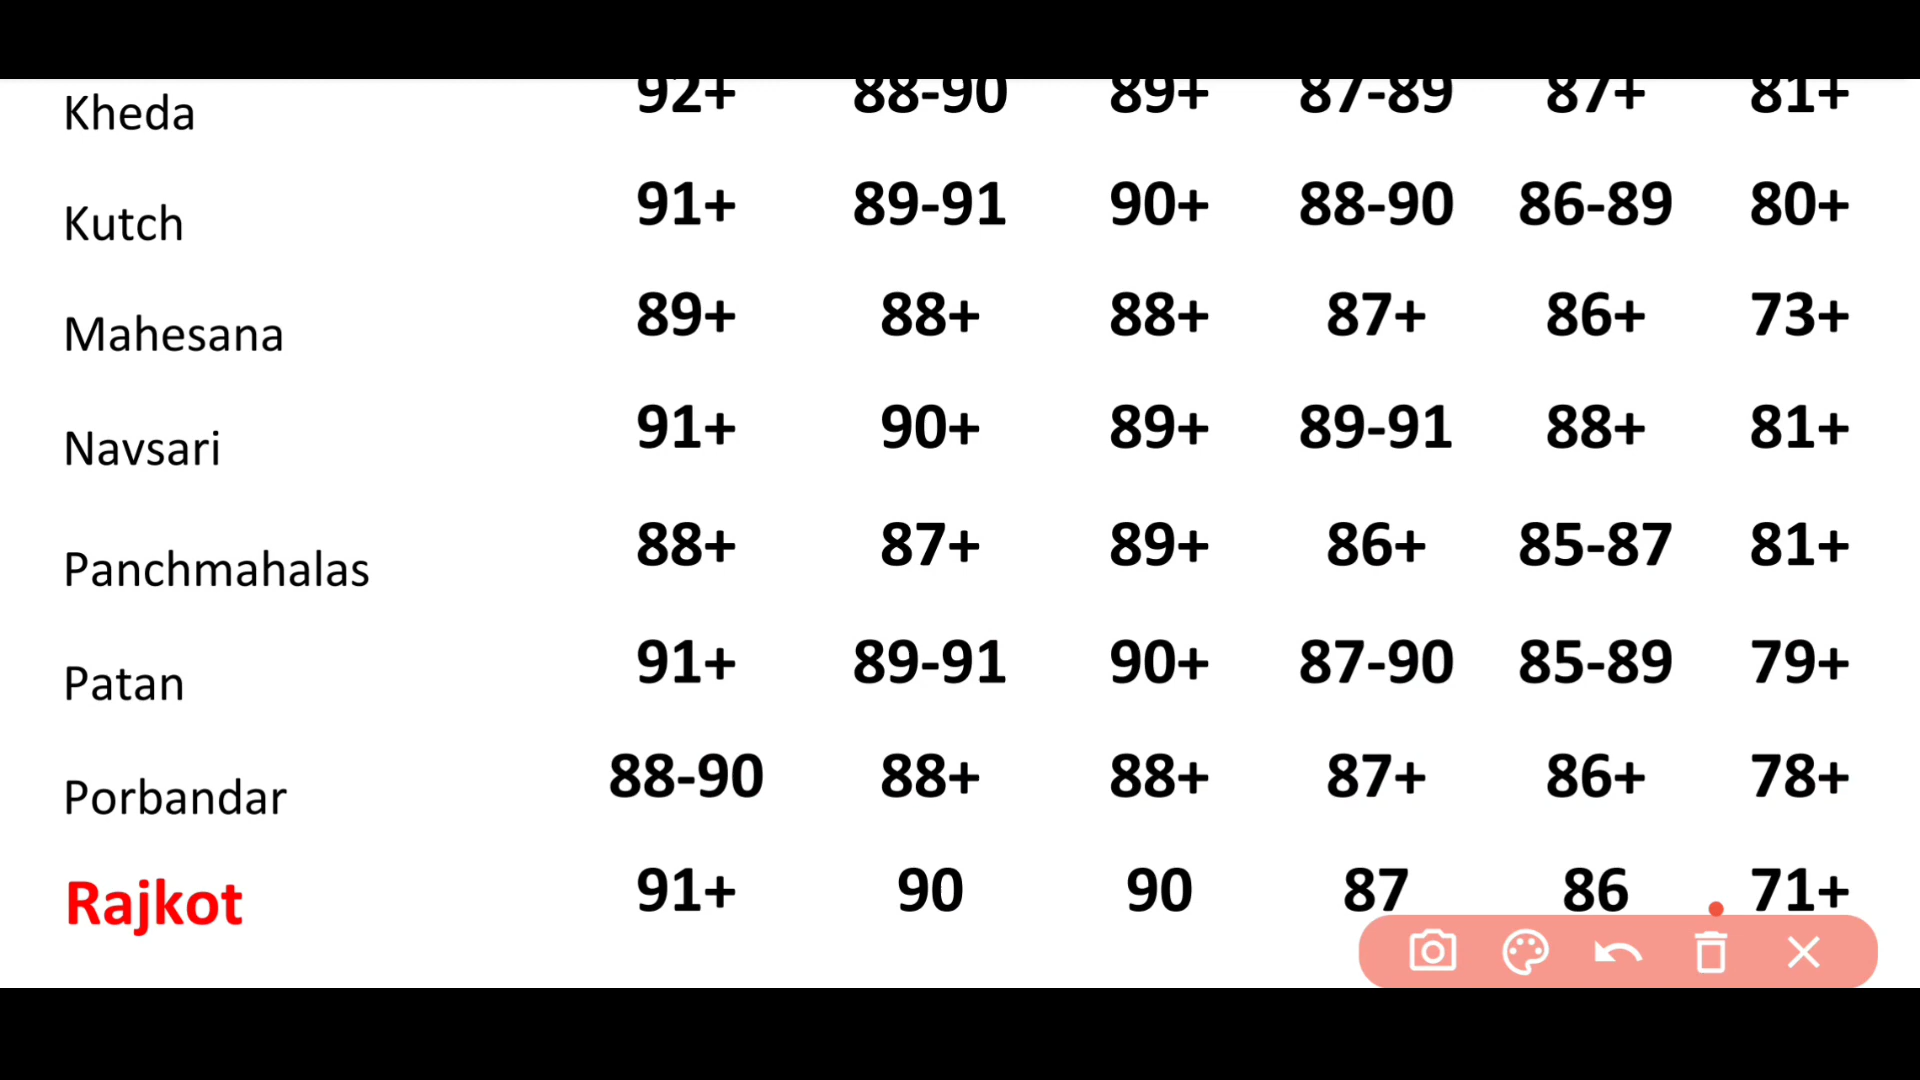 Kheda 92+ 88-90 89+ 87-89 87+ 81+
Kutch 91+ 89-91 90+ 88-90 86-89 80+
Mahesana 89+ 88+ 88+ 87+ 86+ 73+
Navsari 91+ 90+ 89+ 89-91 88+ 81+
Panchmahalas 88+ 87+ 89+ 86+ 85-87 81+
Patan 91+ 89-91 90+ 87-90 85-89 79+
Porbandar 88-90 88+ 88+ 87+ 86+ 78+
Rajkot 91+ 90 90 87 86 71+